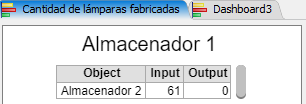 Cantidad de lámparas fabricadas Dashboard3
Almacenador 1
Object Input Output
Almacenador 2 61 0